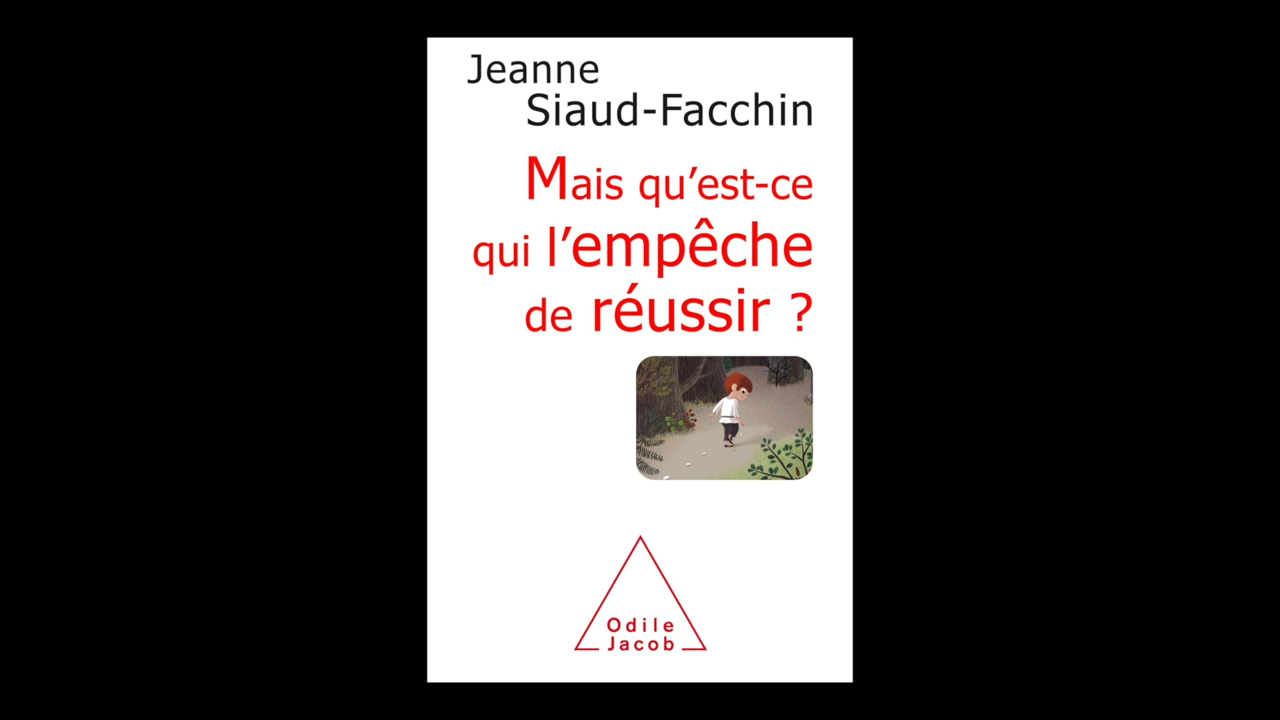 Jeanne
Siaud-Facchin
Mais qu’est-ce
qui l’empêche
de réussir ?
Odile
Jacob